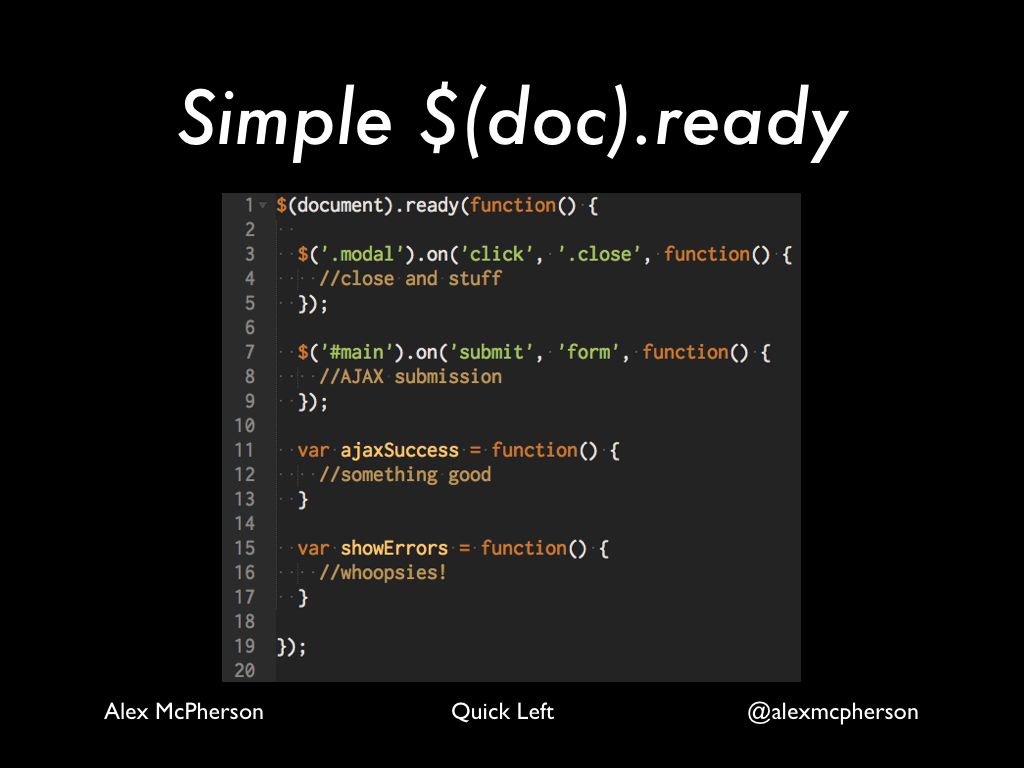 Simple $(doc).ready
1 $(document).ready(function() {
2
3 $('.modal').on('click', '.close', function() {
4 //close and stuff
5 });
6
7 $('#main').on('submit', 'form', function() {
8 //AJAX submission
9 });
10
11 var ajaxSuccess = function() {
12 //something good
13 }
14
15 var showErrors = function() {
16 //whoopsies!
17 }
18
19 });
20
Alex McPherson Quick Left @alexmcpherson